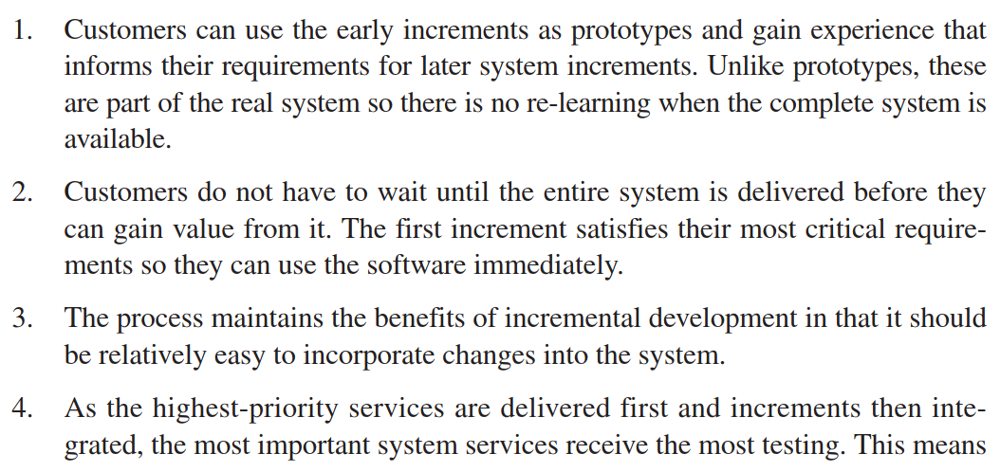 1. Customers can use the early increments as prototypes and gain experience that
informs their requirements for later system increments. Unlike prototypes, these
are part of the real system so there is no re-learning when the complete system is
available.
2. Customers do not have to wait until the entire system is delivered before they
can gain value from it. The first increment satisfies their most critical require-
ments so they can use the software immediately.
3. The process maintains the benefits of incremental development in that it should
be relatively easy to incorporate changes into the system.
4. As the highest-priority services are delivered first and increments then inte-
grated, the most important system services receive the most testing. This means